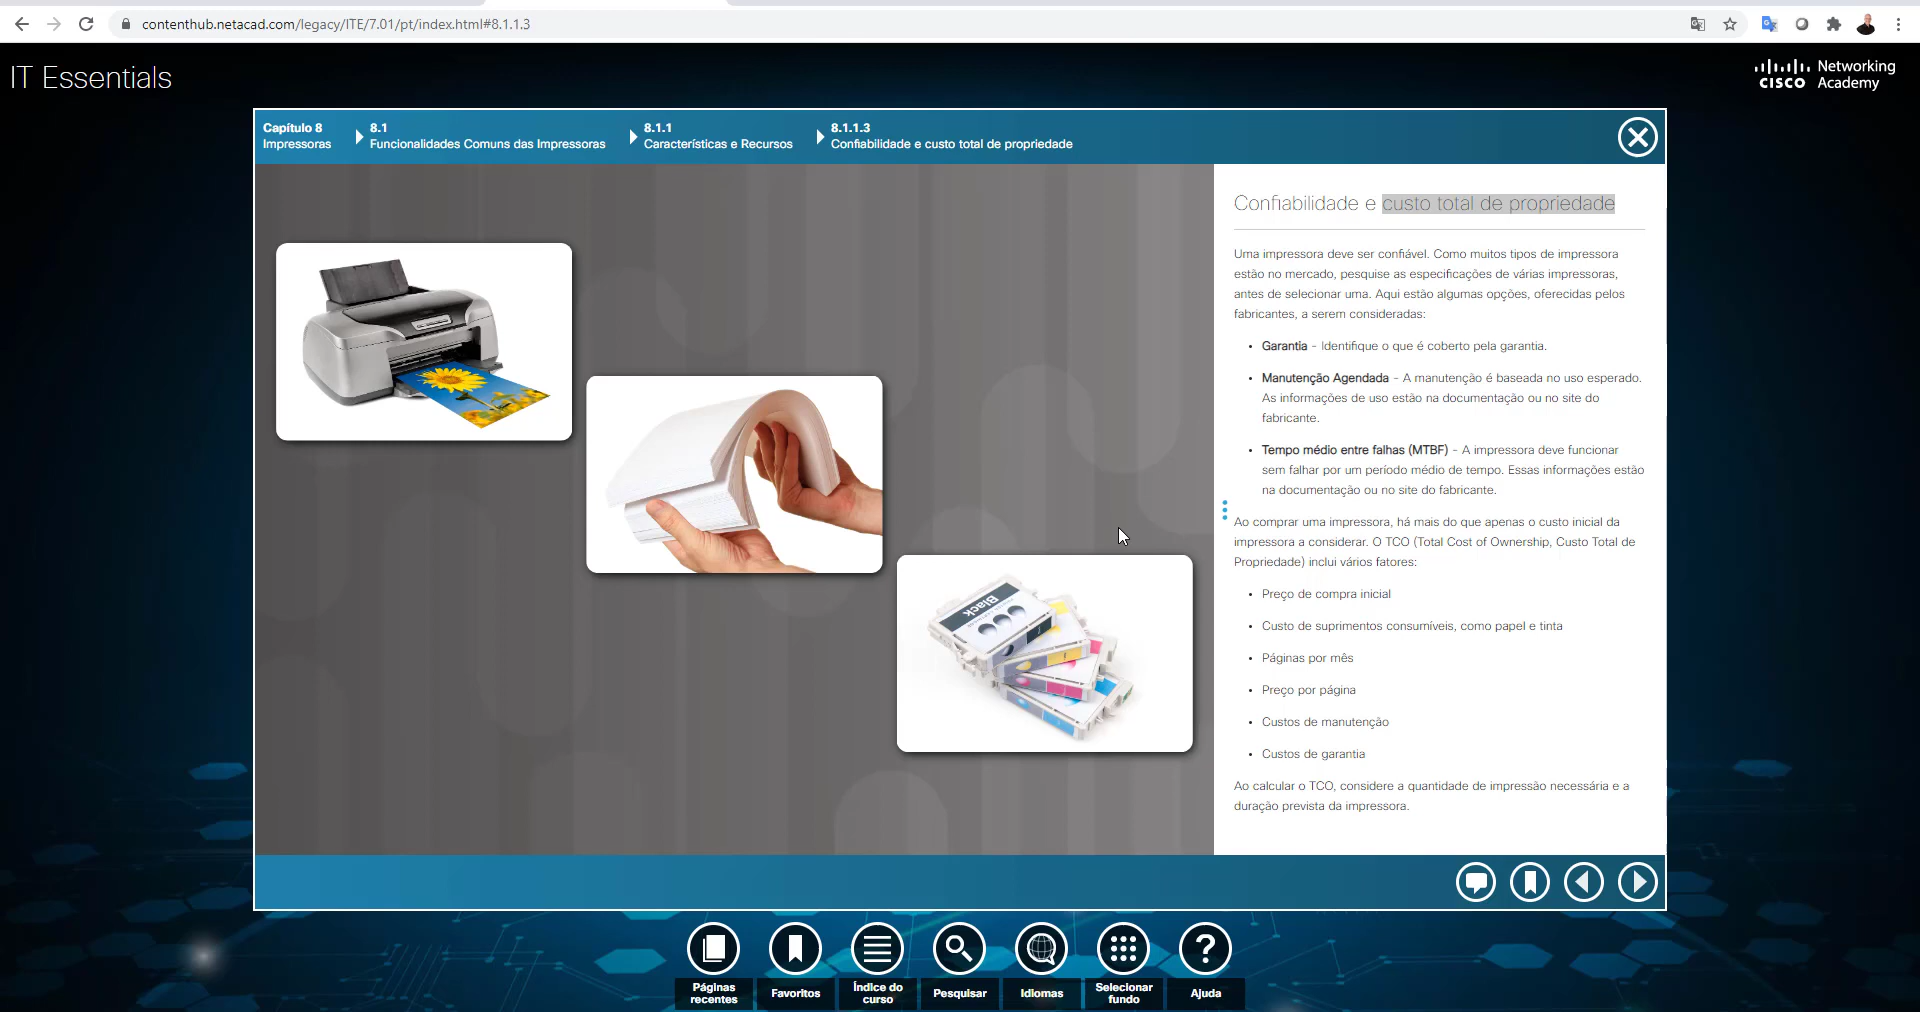 contenthub.netacad.com/legacy/ITE/7.01/pt/index.html#8.1.1.3
IT Essentials
Networking
CISCO Academy
Capítulo 8
Impressoras
8.1
Funcionalidades Comuns das Impressoras
8.1.1
Características e Recursos
8.1.1.3
Confiabilidade e custo total de propriedade
Confiabilidade e custo total de propriedade
Uma impressora deve ser confiável. Como muitos tipos de impressora
estão no mercado, pesquise as especificações de várias impressoras,
antes de selecionar uma. Aqui estão algumas opções, oferecidas pelos
fabricantes, a serem consideradas:
• Garantia - Identifique o que é coberto pela garantia.
• Manutenção Agendada - A manutenção é baseada no uso esperado.
As informações de uso estão na documentação ou no site do
fabricante.
• Tempo médio entre falhas (MTBF) - A impressora deve funcionar
sem falhar por um período médio de tempo. Essas informações estão
na documentação ou no site do fabricante.
Ao comprar uma impressora, há mais do que apenas o custo inicial da
impressora a considerar. O TCO (Total Cost of Ownership, Custo Total de
Propriedade) inclui vários fatores:
• Preço de compra inicial
• Custo de suprimentos consumíveis, como papel e tinta
• Páginas por mês
• Preço por página
• Custos de manutenção
• Custos de garantia
Ao calcular o TCO, considere a quantidade de impressão necessária e a
duração prevista da impressora.
Black
Páginas
recentes
Favoritos
Índice do
curso
Pesquisar
Idiomas
Selecionar
fundo
?
Ajuda